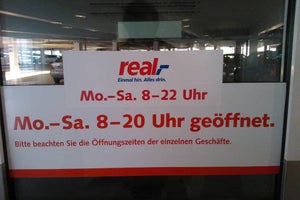 real,-
Einmal hin. Alles drin.
Mo.–Sa. 8–22 Uhr
Mo.–Sa. 8–20 Uhr geöffnet.
Bitte beachten Sie die Öffnungszeiten der einzelnen Geschäfte.